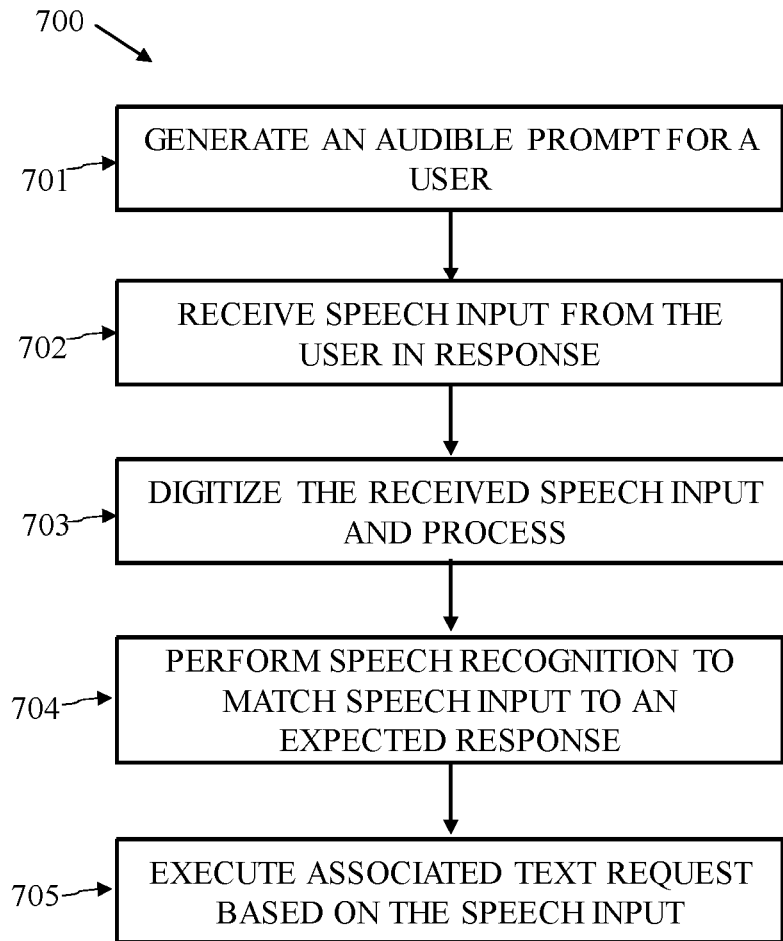 700
701
GENERATE AN AUDIBLE PROMPT FOR A
USER
702
RECEIVE SPEECH INPUT FROM THE
USER IN RESPONSE
703
DIGITIZE THE RECEIVED SPEECH INPUT
AND PROCESS
704
PERFORM SPEECH RECOGNITION TO
MATCH SPEECH INPUT TO AN
EXPECTED RESPONSE
705
EXECUTE ASSOCIATED TEXT REQUEST
BASED ON THE SPEECH INPUT